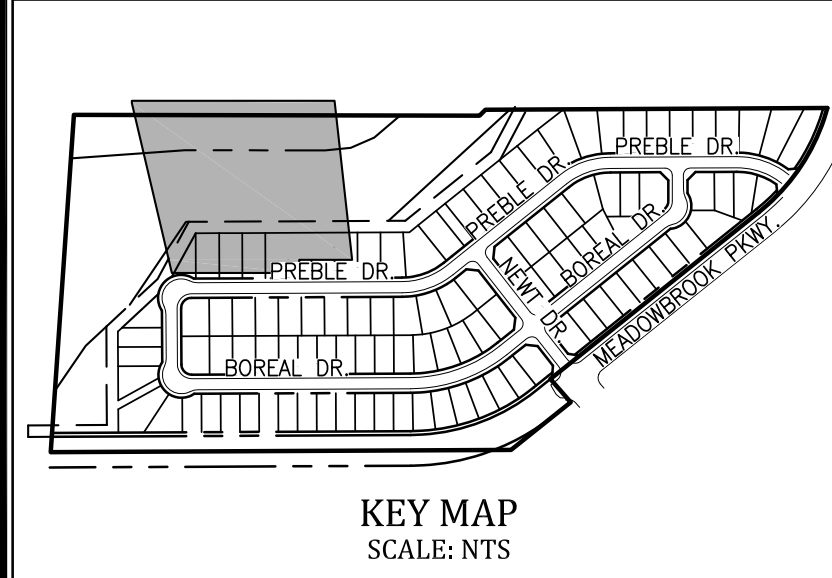 PREBLE DR.
PREBLE DR.
BOREAL DR.
NEWT DR.
PREBLE DR.
MEADOWBROOK PKWY.
BOREAL DR.
KEY MAP
SCALE: NTS